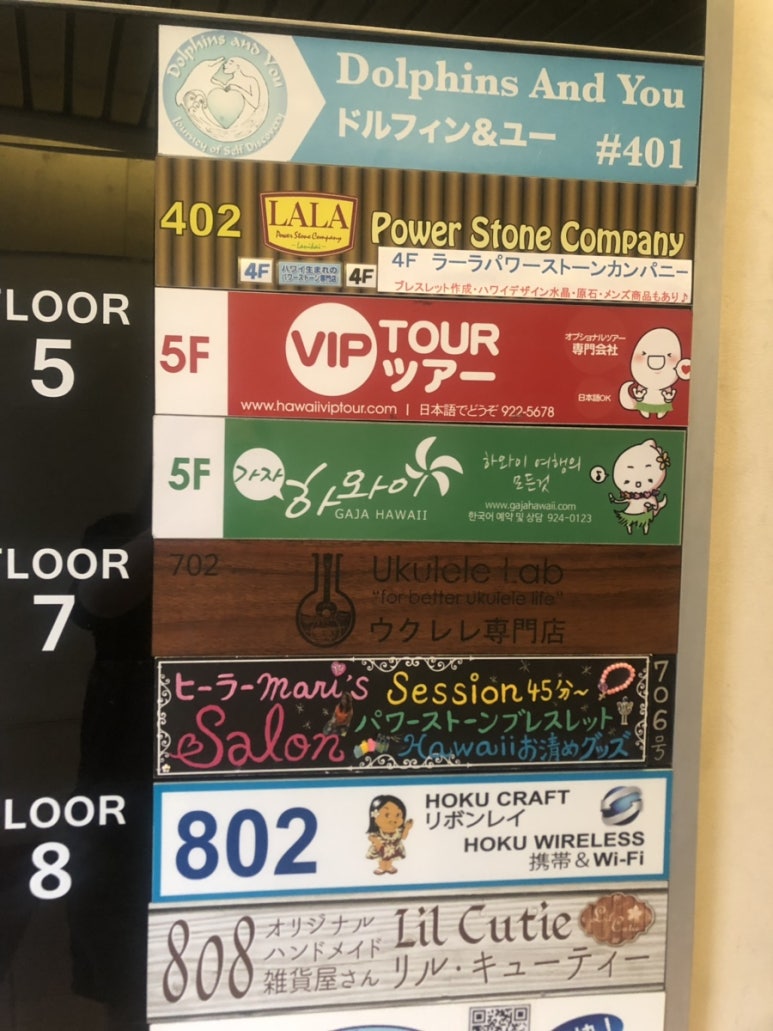 Dolphins and You
Journey of Self Discovery
Dolphins And You
ドルフィン&ユー
#401
402
LALA
Power Stone Company
-Lanikai-
Power Stone Company
4F
ハワイ生まれの
パワーストーン専門店
4F
4F ララパワーストーンカンパニー
ブレスレット作成・ハワイデザイン水晶・原石・メンズ商品もあり♪
FLOOR
5
5F
VIP TOUR
ツアー
オプショナルツアー
専門会社
日本語OK
www.hawaiiviptour.com | 日本語でどうぞ 922-5678
5F
가자
하와이
GAJA HAWAII
하와이 여행의
모든것
www.gajahawaii.com
한국어 예약 및 상담 924-0123
FLOOR
7
702
Ukulele Lab
"for better ukulele life"
ウクレレ専門店
ヒーラーmari's
Salon
Session 45分~
パワーストーンブレスレット
Hawaiiお清めグッズ
706号
FLOOR
8
802
HOKU CRAFT
リボンレイ
HOKU WIRELESS
携帯&Wi-Fi
808
オリジナル
ハンドメイド
雑貨屋さん
Lil Cutie
リル・キューティー